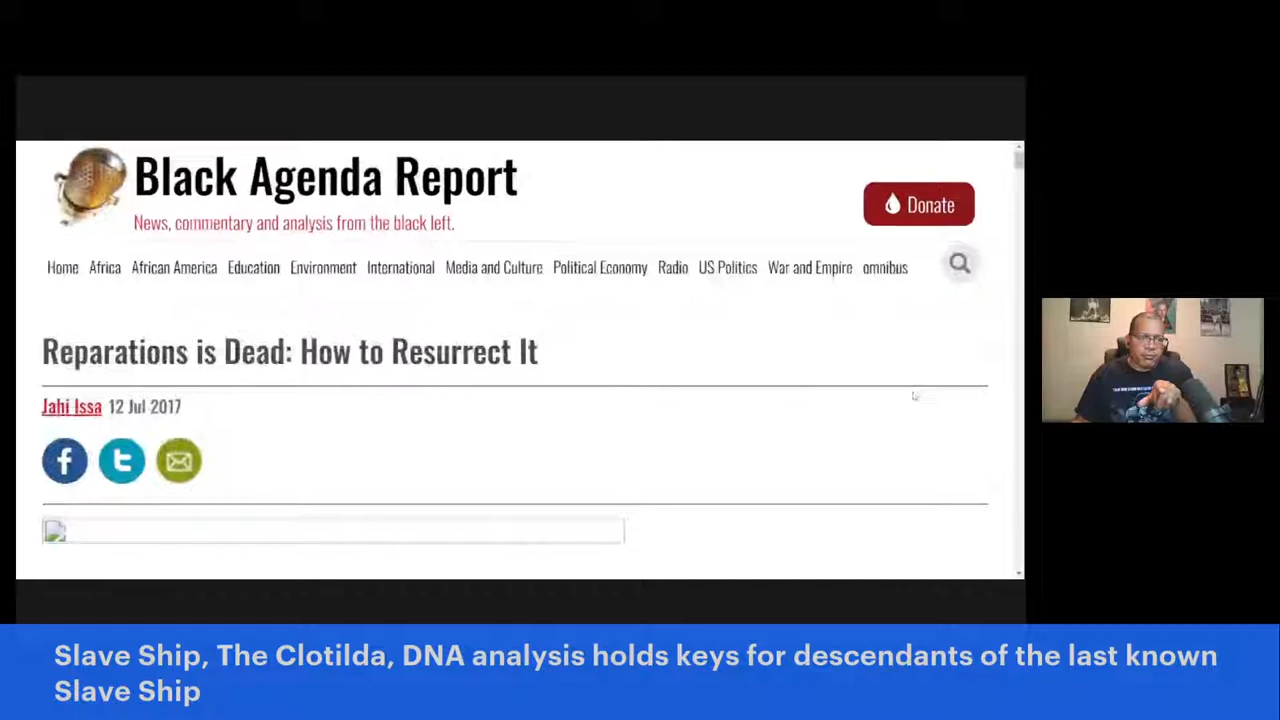 Black Agenda Report
News, commentary and analysis from the black left.
Donate
Home Africa African America Education Environment International Media and Culture Political Economy Radio US Politics War and Empire omnibus
Reparations is Dead: How to Resurrect It
Jahi Issa 12 Jul 2017
Slave Ship, The Clotilda, DNA analysis holds keys for descendants of the last known
Slave Ship